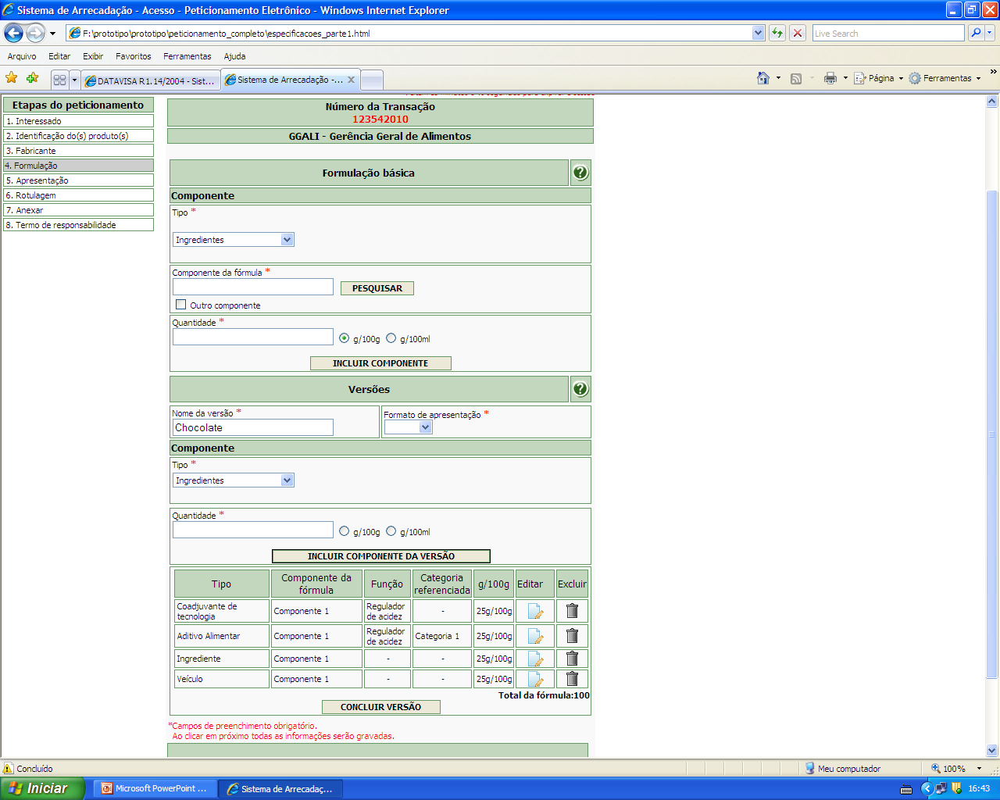 Sistema de Arrecadação - Acesso - Peticionamento Eletrônico - Windows Internet Explorer
F:\prototipo\prototipo\peticionamento_completo\especificacoes_parte1.html
Live Search
Arquivo Editar Exibir Favoritos Ferramentas Ajuda
DATAVISA R1.14/2004 - Sist...
Sistema de Arrecadação -...
Página
Ferramentas
Etapas do peticionamento
1. Interessado
2. Identificação do(s) produto(s)
3. Fabricante
4. Formulação
5. Apresentação
6. Rotulagem
7. Anexar
8. Termo de responsabilidade
Número da Transação
123542010
GGALI - Gerência Geral de Alimentos
Formulação básica
?
Componente
Tipo *
Ingredientes
Componente da fórmula *
PESQUISAR
Outro componente
Quantidade *
g/100g g/100ml
INCLUIR COMPONENTE
Versões
?
Nome da versão *
Chocolate
Formato de apresentação *
Componente
Tipo *
Ingredientes
Quantidade *
g/100g g/100ml
INCLUIR COMPONENTE DA VERSÃO
Tipo Componente da fórmula Função Categoria referenciada g/100g Editar Excluir
Coadjuvante de tecnologia Componente 1 Regulador de acidez - 25g/100g
Aditivo Alimentar Componente 1 Regulador de acidez Categoria 1 25g/100g
Ingrediente Componente 1 - - 25g/100g
Veículo Componente 1 - - 25g/100g
Total da fórmula:100
CONCLUIR VERSÃO
*Campos de preenchimento obrigatório.
Ao clicar em próximo todas as informações serão gravadas.
Concluído
Meu computador
100%
Iniciar
Microsoft PowerPoint ...
Sistema de Arrecadaç...
16:43